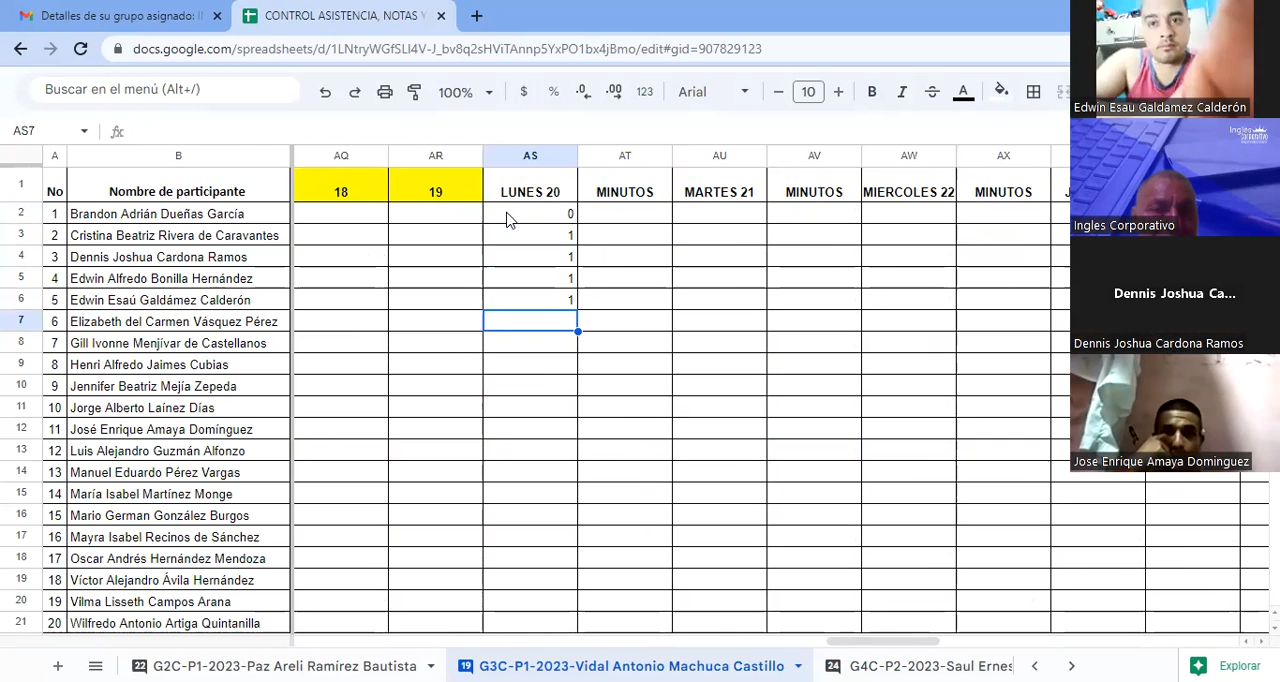 Detalles de su grupo asignado: I
CONTROL ASISTENCIA, NOTAS Y
docs.google.com/spreadsheets/d/1LNtryWGfSLI4V-J_bv8q2sHViTAnnp5YxPO1bx4jBmo/edit#gid=907829123
Buscar en el menú (Alt+/)
100%
$ % .0 .00 123
Arial
10
B I A
AS7
fx
A B AQ AR AS AT AU AV AW AX
1 No Nombre de participante 18 19 LUNES 20 MINUTOS MARTES 21 MINUTOS MIERCOLES 22 MINUTOS
2 1 Brandon Adrián Dueñas García 0
3 2 Cristina Beatriz Rivera de Caravantes 1
4 3 Dennis Joshua Cardona Ramos 1
5 4 Edwin Alfredo Bonilla Hernández 1
6 5 Edwin Esaú Galdámez Calderón 1
7 6 Elizabeth del Carmen Vásquez Pérez
8 7 Gill Ivonne Menjívar de Castellanos
9 8 Henri Alfredo Jaimes Cubias
10 9 Jennifer Beatriz Mejía Zepeda
11 10 Jorge Alberto Laínez Días
12 11 José Enrique Amaya Domínguez
13 12 Luis Alejandro Guzmán Alfonzo
14 13 Manuel Eduardo Pérez Vargas
15 14 María Isabel Martínez Monge
16 15 Mario German González Burgos
17 16 Mayra Isabel Recinos de Sánchez
18 17 Oscar Andrés Hernández Mendoza
19 18 Víctor Alejandro Ávila Hernández
20 19 Vilma Lisseth Campos Arana
21 20 Wilfredo Antonio Artiga Quintanilla
22 G2C-P1-2023-Paz Areli Ramírez Bautista
19 G3C-P1-2023-Vidal Antonio Machuca Castillo
24 G4C-P2-2023-Saul Ernes
Explorar
Edwin Esau Galdamez Calderón
Ingles
Ingles Corporativo
Dennis Joshua Ca...
Dennis Joshua Cardona Ramos
Jose Enrique Amaya Dominguez